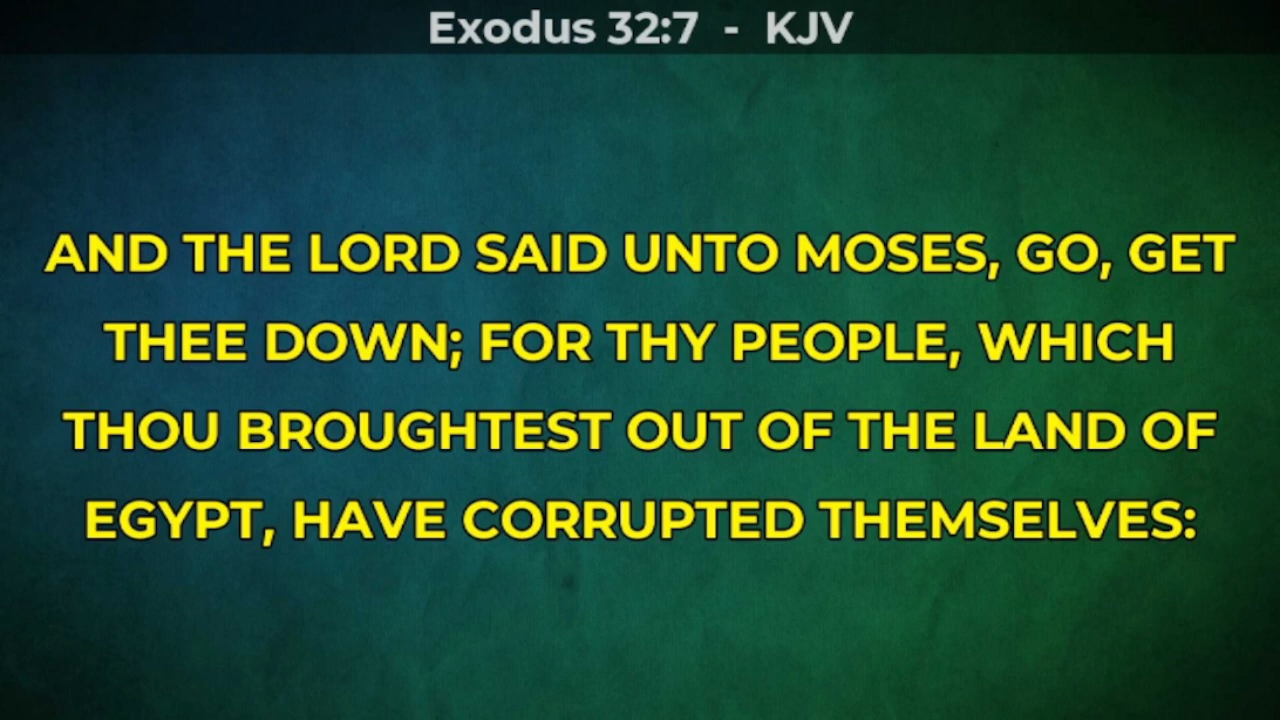 Exodus 32:7 - KJV
AND THE LORD SAID UNTO MOSES, GO, GET
THEE DOWN; FOR THY PEOPLE, WHICH
THOU BROUGHTEST OUT OF THE LAND OF
EGYPT, HAVE CORRUPTED THEMSELVES: